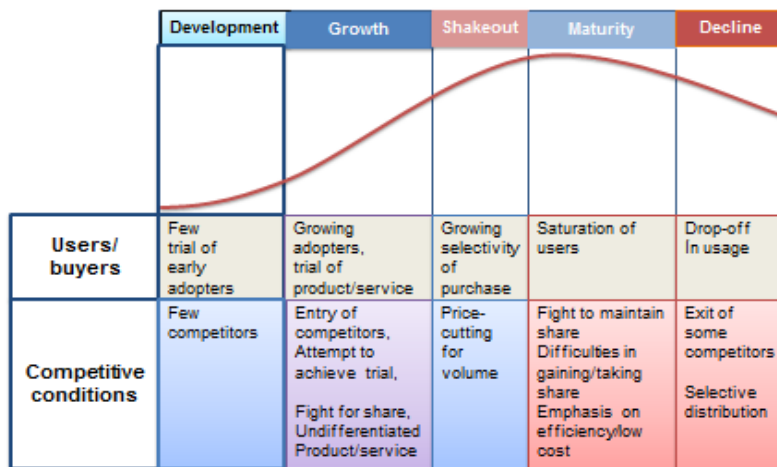 Development Growth Shakeout Maturity Decline
Users/
buyers
Few
trial of
early
adopters
Growing
adopters,
trial of
product/service
Growing
selectivity
of
purchase
Saturation of
users
Drop-off
In usage
Competitive
conditions
Few
competitors
Entry of
competitors,
Attempt to
achieve trial,
Fight for share,
Undifferentiated
Product/service
Price-
cutting
for
volume
Fight to maintain
share
Difficulties in
gaining/taking
share
Emphasis on
efficiency/low
cost
Exit of
some
competitors
Selective
distribution